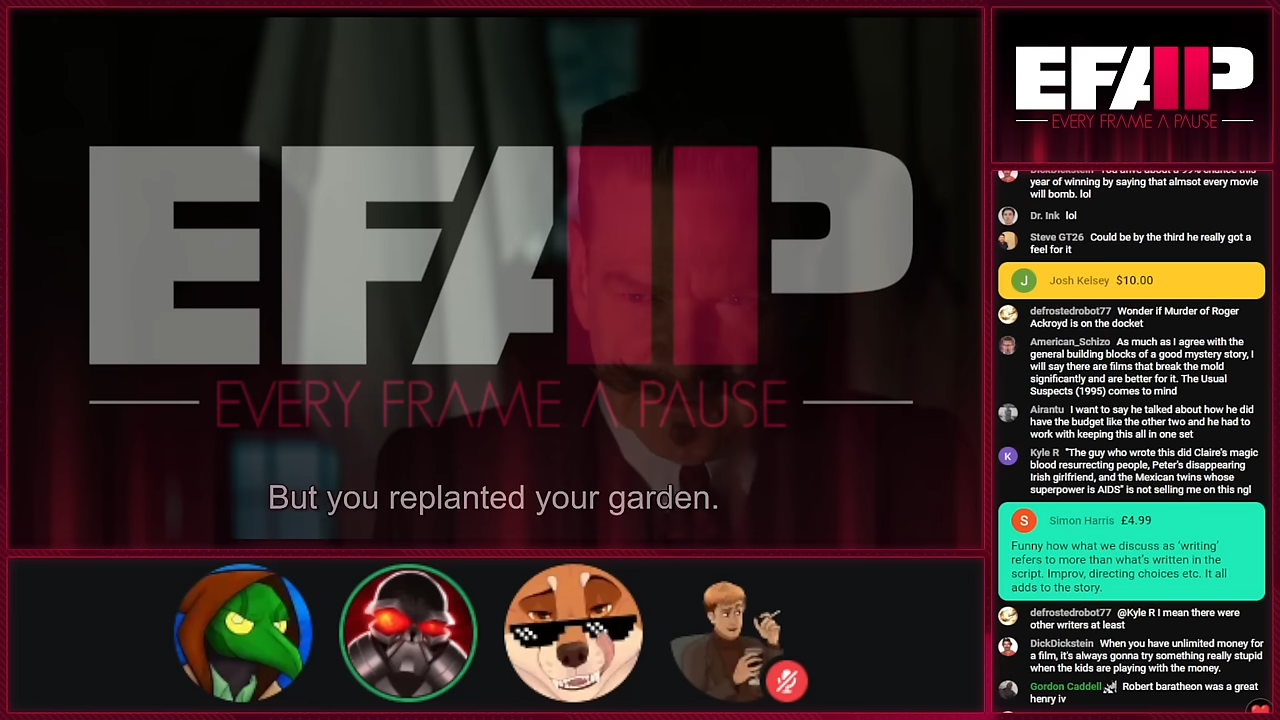 EFAP
EVERY FRAME A PAUSE
But you replanted your garden.
EFAP
EVERY FRAME A PAUSE
year of winning by saying that almsot every movie
will bomb. lol
Dr. Ink lol
Steve GT26 Could be by the third he really got a
feel for it
J Josh Kelsey $10.00
defrostedrobot77 Wonder if Murder of Roger
Ackroyd is on the docket
American_Schizo As much as I agree with the
general building blocks of a good mystery story, I
will say there are films that break the mold
significantly and are better for it. The Usual
Suspects (1995) comes to mind
Airantu I want to say he talked about how he did
have the budget like the other two and he had to
work with keeping this all in one set
K Kyle R "The guy who wrote this did Claire's magic
blood resurrecting people, Peter's disappearing
Irish girlfriend, and the Mexican twins whose
superpower is AIDS" is not selling me on this ngl
S Simon Harris £4.99
Funny how what we discuss as 'writing'
refers to more than what's written in the
script. Improv, directing choices etc. It all
adds to the story.
defrostedrobot77 @Kyle R I mean there were
other writers at least
DickDickstein When you have unlimited money for
a film, it's always gonna try something really stupid
when the kids are playing with the money.
Gordon Caddell Robert baratheon was a great
henry iv